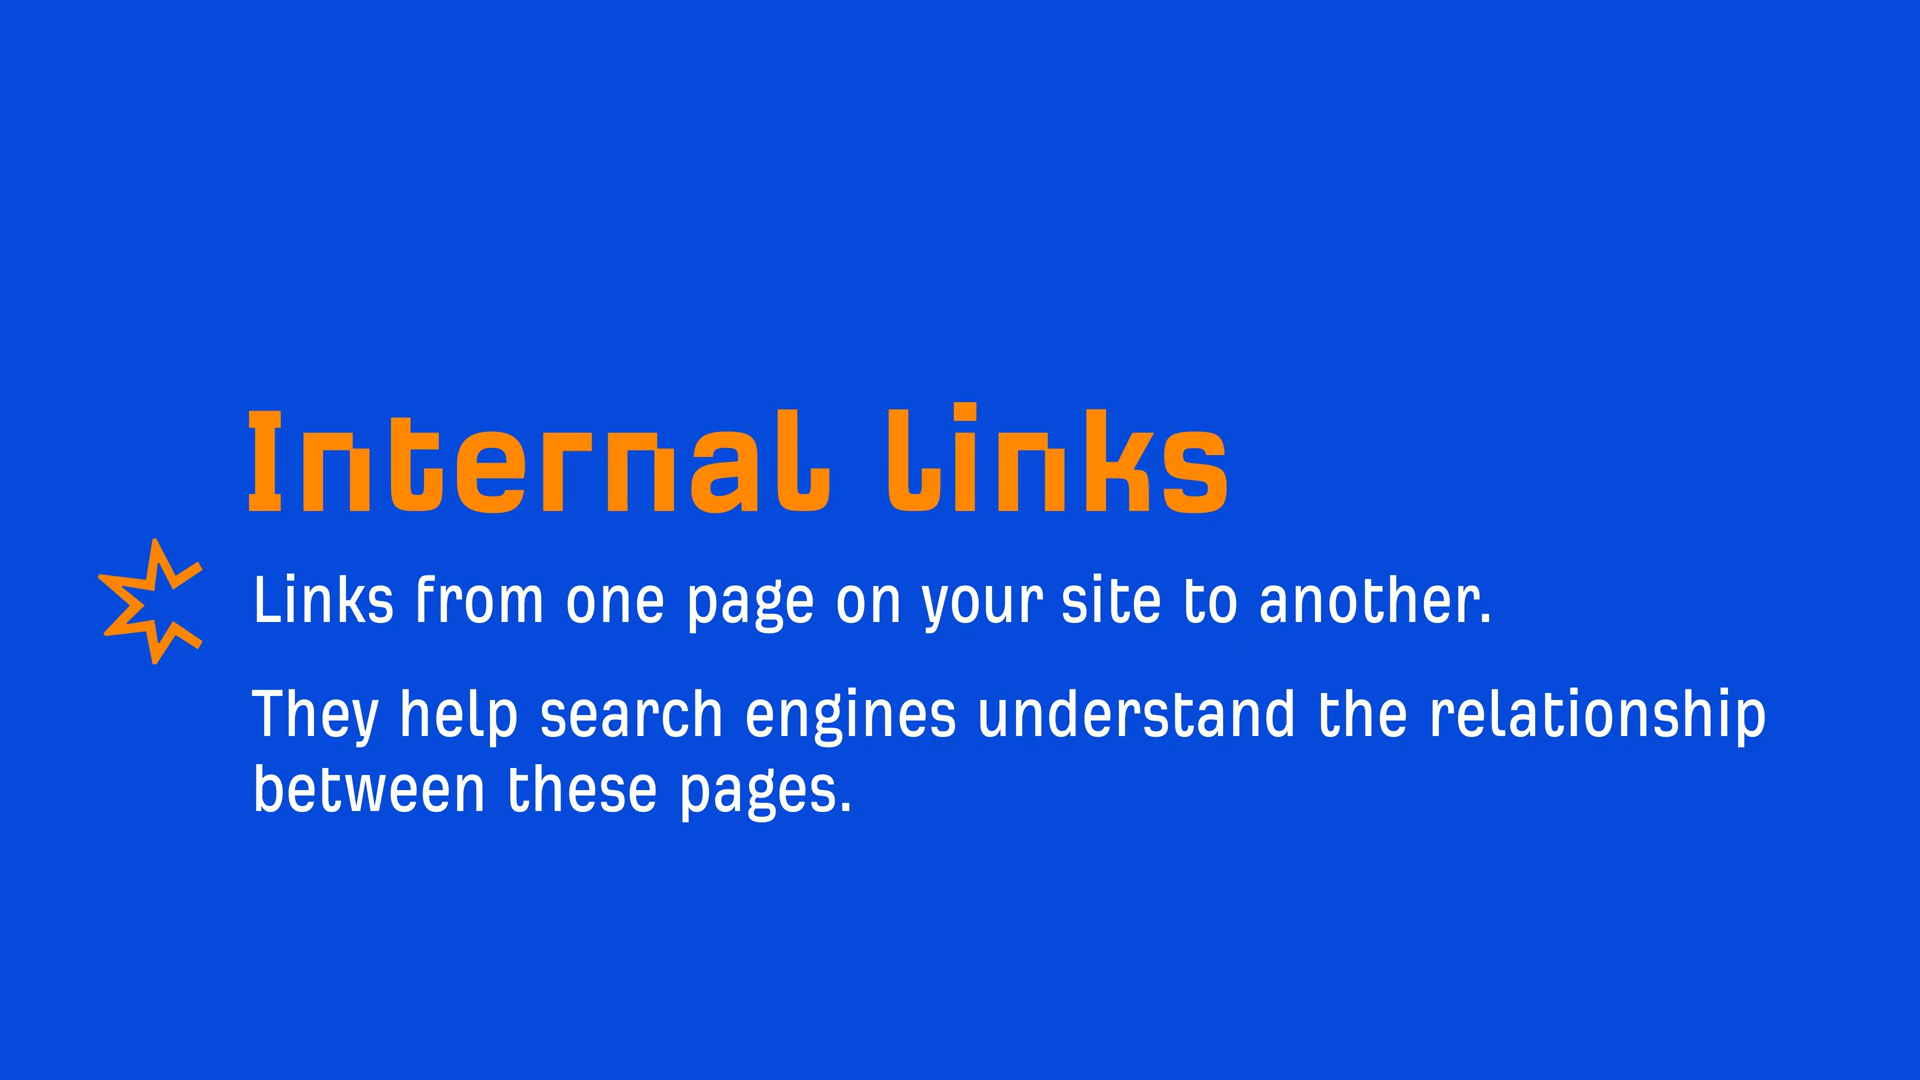 Internal links
Links from one page on your site to another.
They help search engines understand the relationship
between these pages.